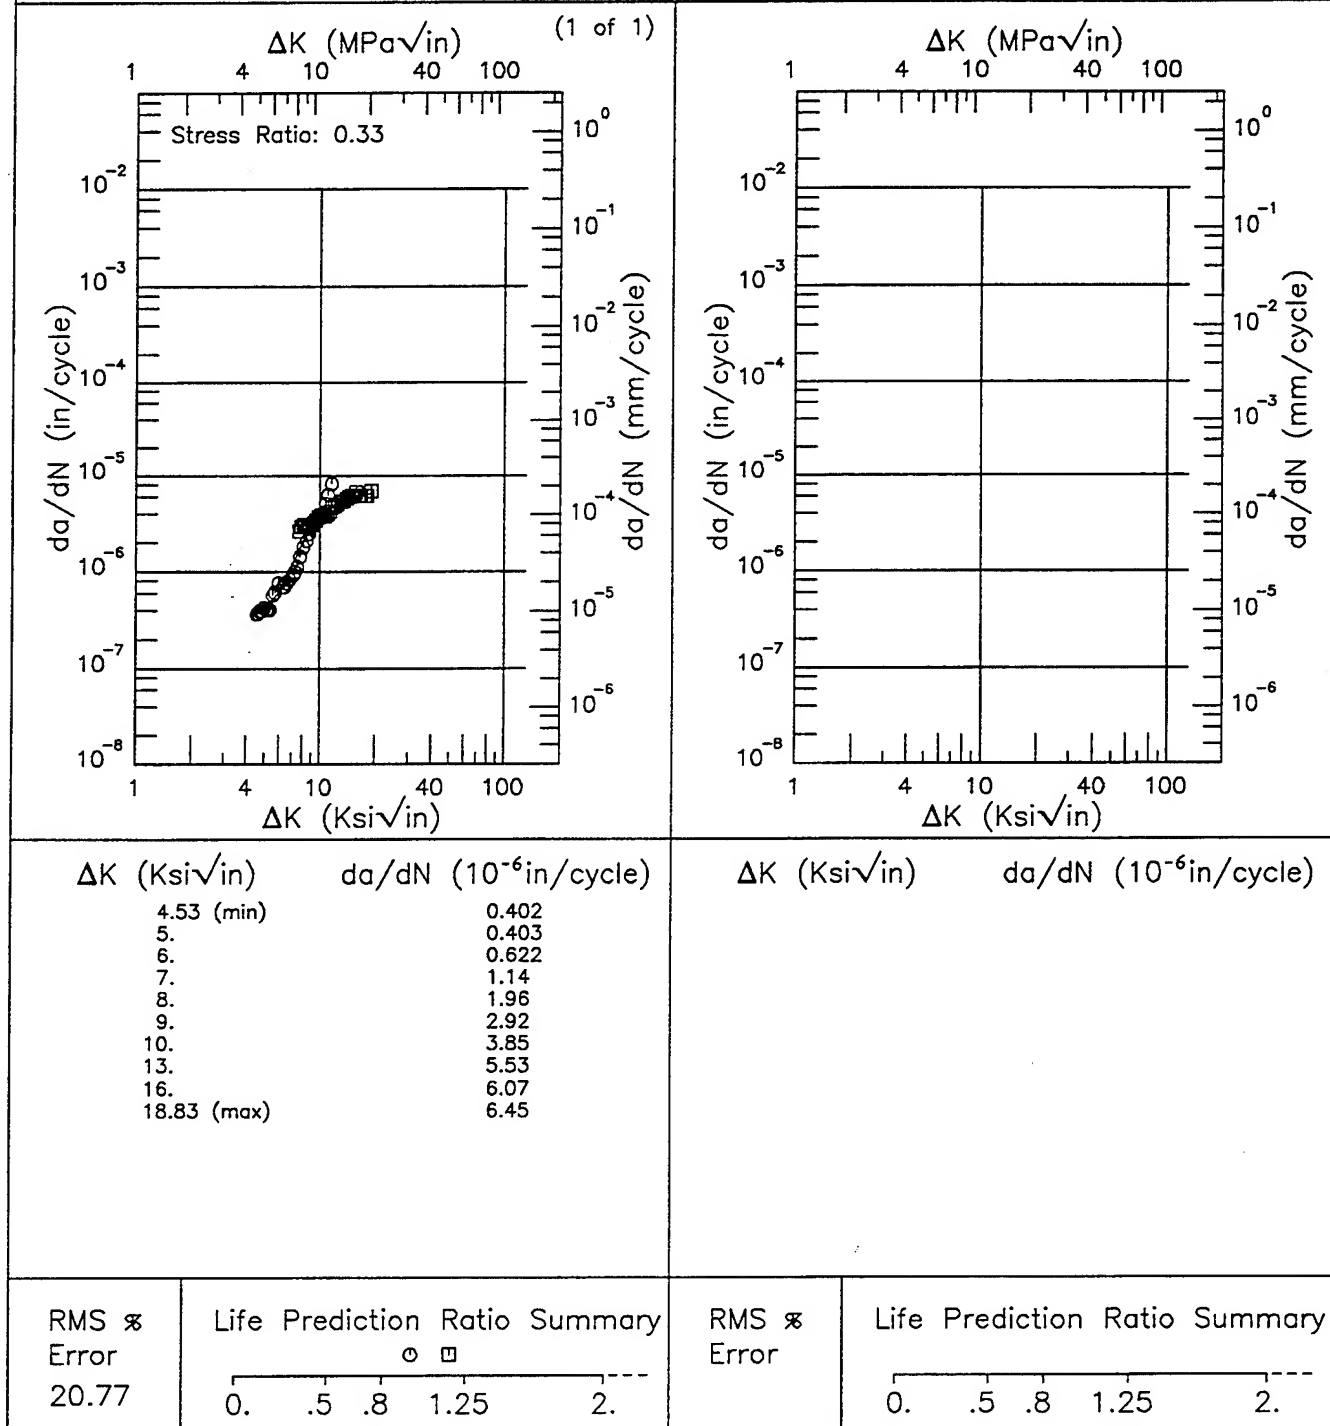 (1 of 1)
ΔK (MPa√in)
1 4 10 40 100
Stress Ratio: 0.33
10⁰
10⁻²
10⁻¹
10⁻³
10⁻²
10⁻⁴
10⁻³
10⁻⁵
10⁻⁴
10⁻⁶
10⁻⁵
10⁻⁷
10⁻⁶
10⁻⁸
da/dN (in/cycle)
da/dN (mm/cycle)
1 4 10 40 100
ΔK (Ksi√in)
ΔK (MPa√in)
1 4 10 40 100
10⁰
10⁻²
10⁻¹
10⁻³
10⁻²
10⁻⁴
10⁻³
10⁻⁵
10⁻⁴
10⁻⁶
10⁻⁵
10⁻⁷
10⁻⁶
10⁻⁸
da/dN (in/cycle)
da/dN (mm/cycle)
1 4 10 40 100
ΔK (Ksi√in)
ΔK (Ksi√in) da/dN (10⁻⁶in/cycle)
4.53 (min) 0.402
5. 0.403
6. 0.622
7. 1.14
8. 1.96
9. 2.92
10. 3.85
13. 5.53
16. 6.07
18.83 (max) 6.45
ΔK (Ksi√in) da/dN (10⁻⁶in/cycle)
RMS %
Error
20.77
Life Prediction Ratio Summary
0. .5 .8 1.25 2.
RMS %
Error
Life Prediction Ratio Summary
0. .5 .8 1.25 2.